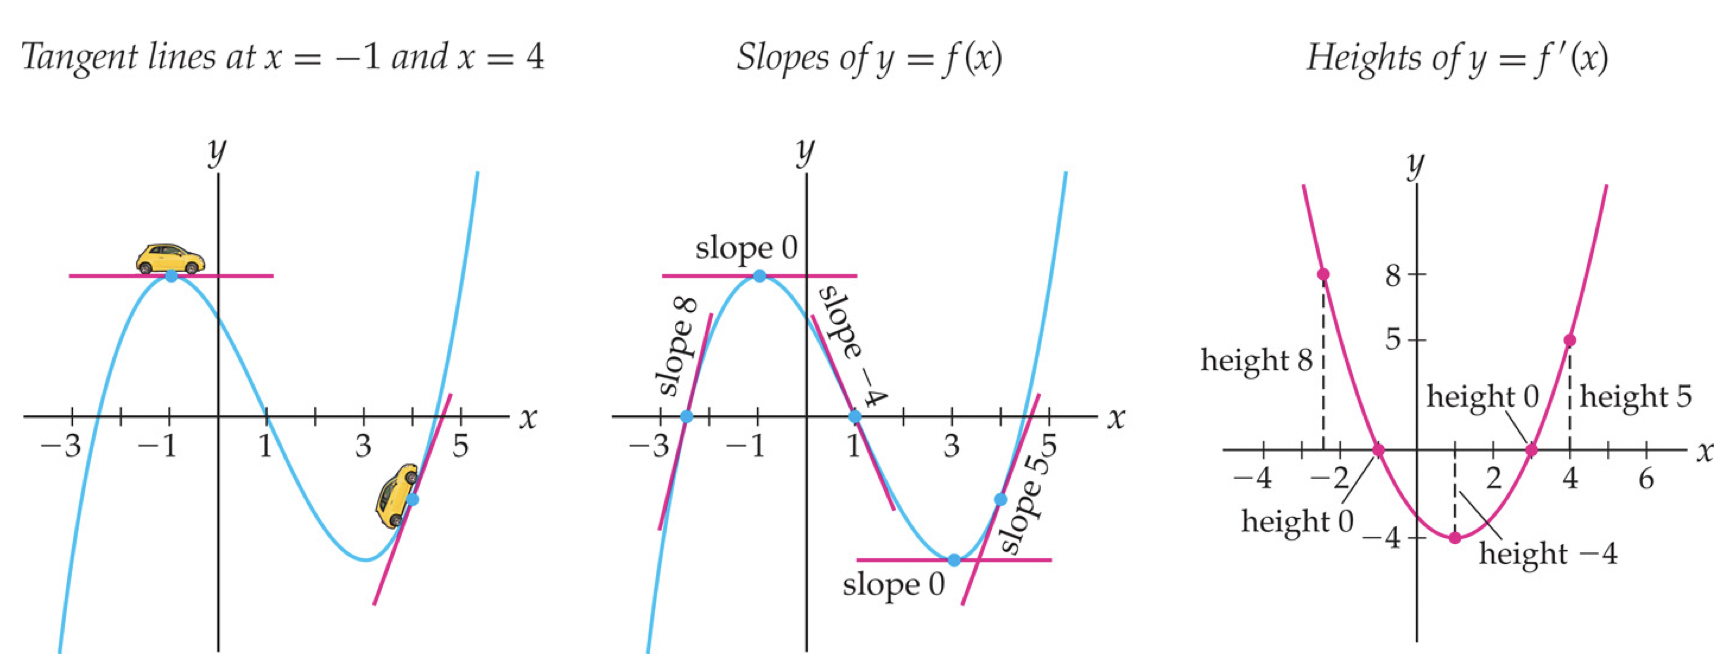 Tangent lines at x = −1 and x = 4
y
x
−3
−1
1
3
5
Slopes of y = f(x)
y
slope 0
slope 8
slope −4
x
−3
−1
1
3
5
slope 5
slope 0
Heights of y = f′(x)
y
8
5
height 8
height 0
height 5
x
−4
−2
2
4
6
height 0
−4
height −4